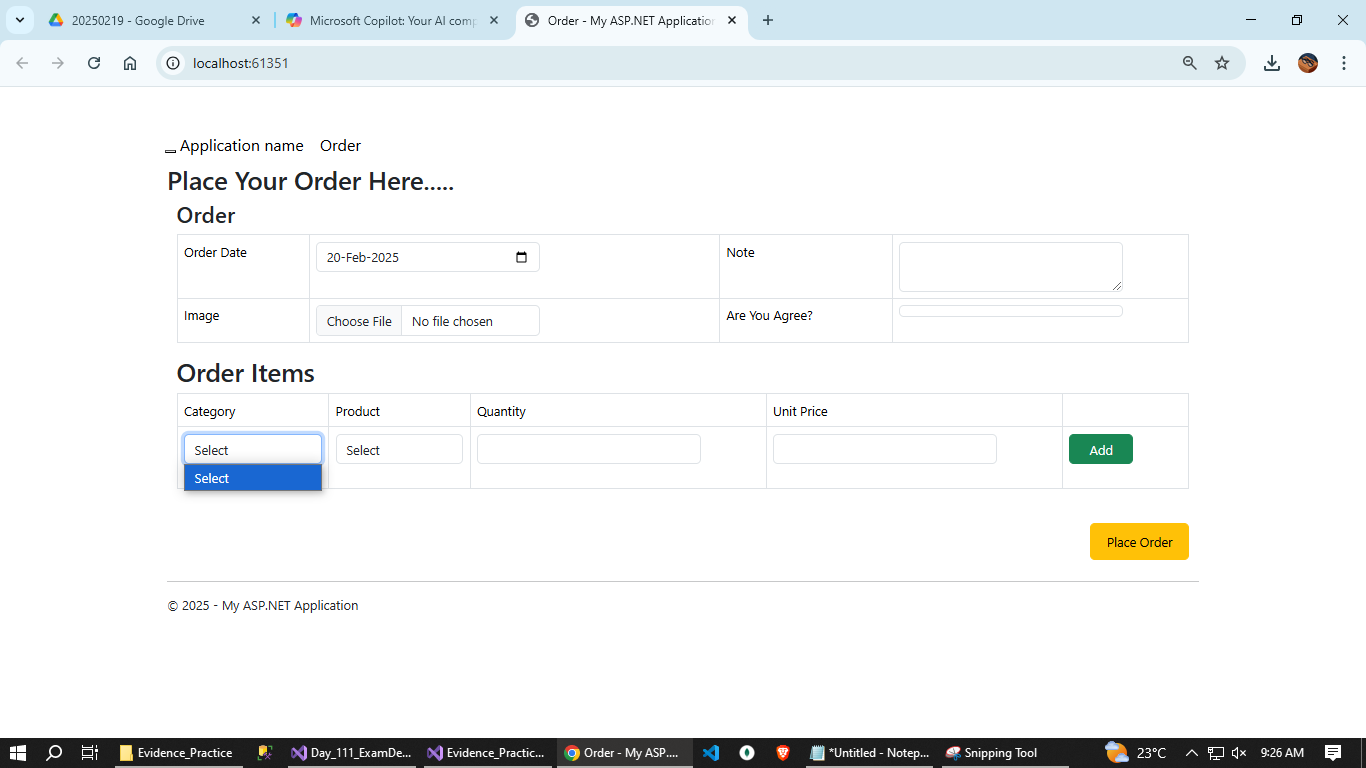 20250219 - Google Drive
Microsoft Copilot: Your AI comp
Order - My ASP.NET Application
localhost:61351
Application name Order
Place Your Order Here.....
Order
Order Date 20-Feb-2025 Note
Image Choose File No file chosen Are You Agree?
Order Items
Category Product Quantity Unit Price
Select Select Add
Select
Place Order
© 2025 - My ASP.NET Application
Evidence_Practice Day_111_ExamDe... Evidence_Practic... Order - My ASP.... *Untitled - Notep... Snipping Tool 23°C 9:26 AM